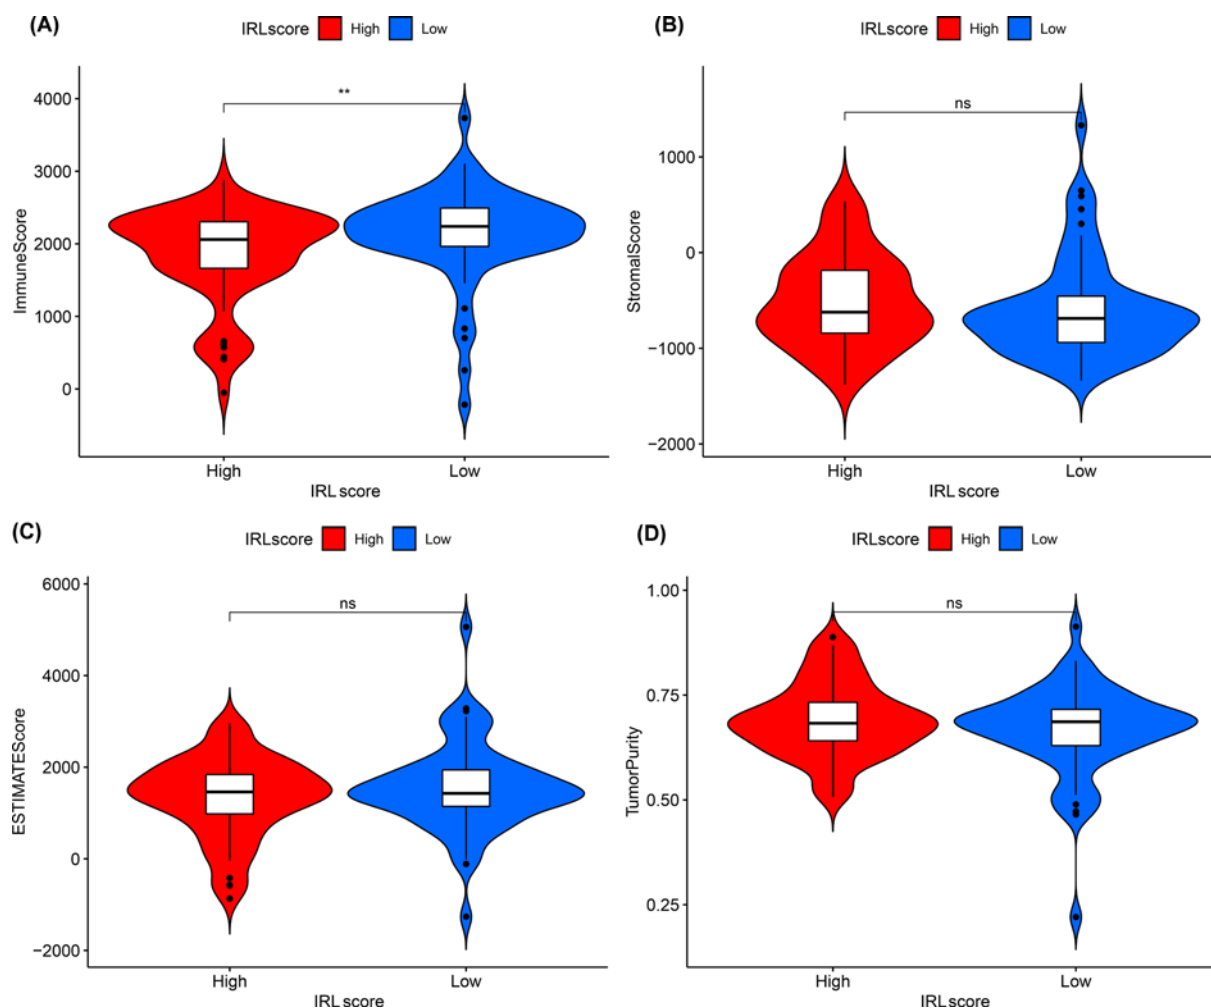 (A)
IRLscore High Low
ImmuneScore
4000
3000
2000
1000
0
**
High Low
IRL score
(B)
IRLscore High Low
StromalScore
1000
0
−1000
−2000
ns
High Low
IRL score
(C)
IRLscore High Low
ESTIMATEScore
6000
4000
2000
0
−2000
ns
High Low
IRL score
(D)
IRLscore High Low
TumorPurity
1.00
0.75
0.50
0.25
ns
High Low
IRL score